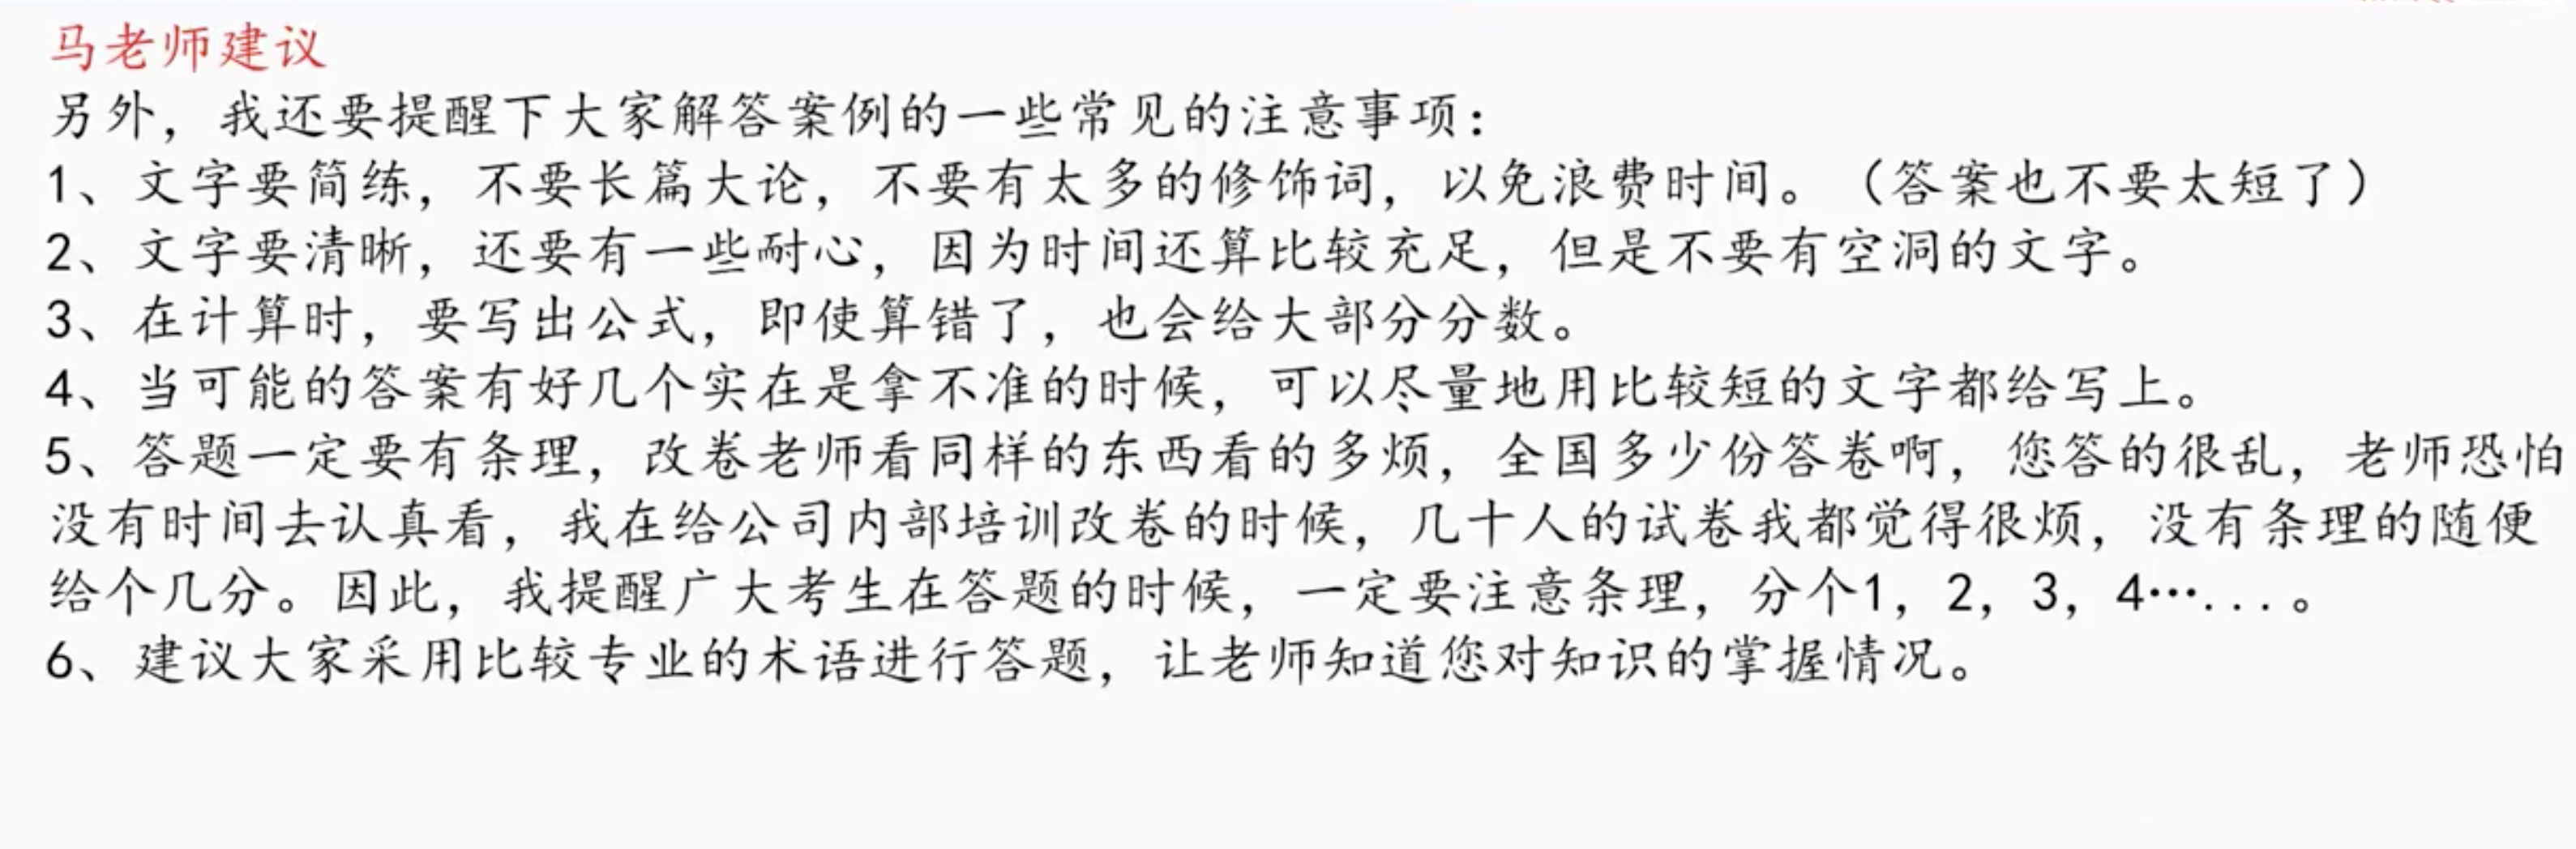 马老师建议
另外，我还要提醒下大家解答案例的一些常见的注意事项：
1、文字要简练，不要长篇大论，不要有太多的修饰词，以免浪费时间。（答案也不要太短了）
2、文字要清晰，还要有一些耐心，因为时间还算比较充足，但是不要有空洞的文字。
3、在计算时，要写出公式，即使算错了，也会给大部分分数。
4、当可能的答案有好几个实在是拿不准的时候，可以尽量地用比较短的文字都给写上。
5、答题一定要有条理，改卷老师看同样的东西看的多烦，全国多少份答卷啊，您答的很乱，老师恐怕
没有时间去认真看，我在给公司内部培训改卷的时候，几十人的试卷我都觉得很烦，没有条理的随便
给个几分。因此，我提醒广大考生在答题的时候，一定要注意条理，分个1，2，3，4…...。
6、建议大家采用比较专业的术语进行答题，让老师知道您对知识的掌握情况。